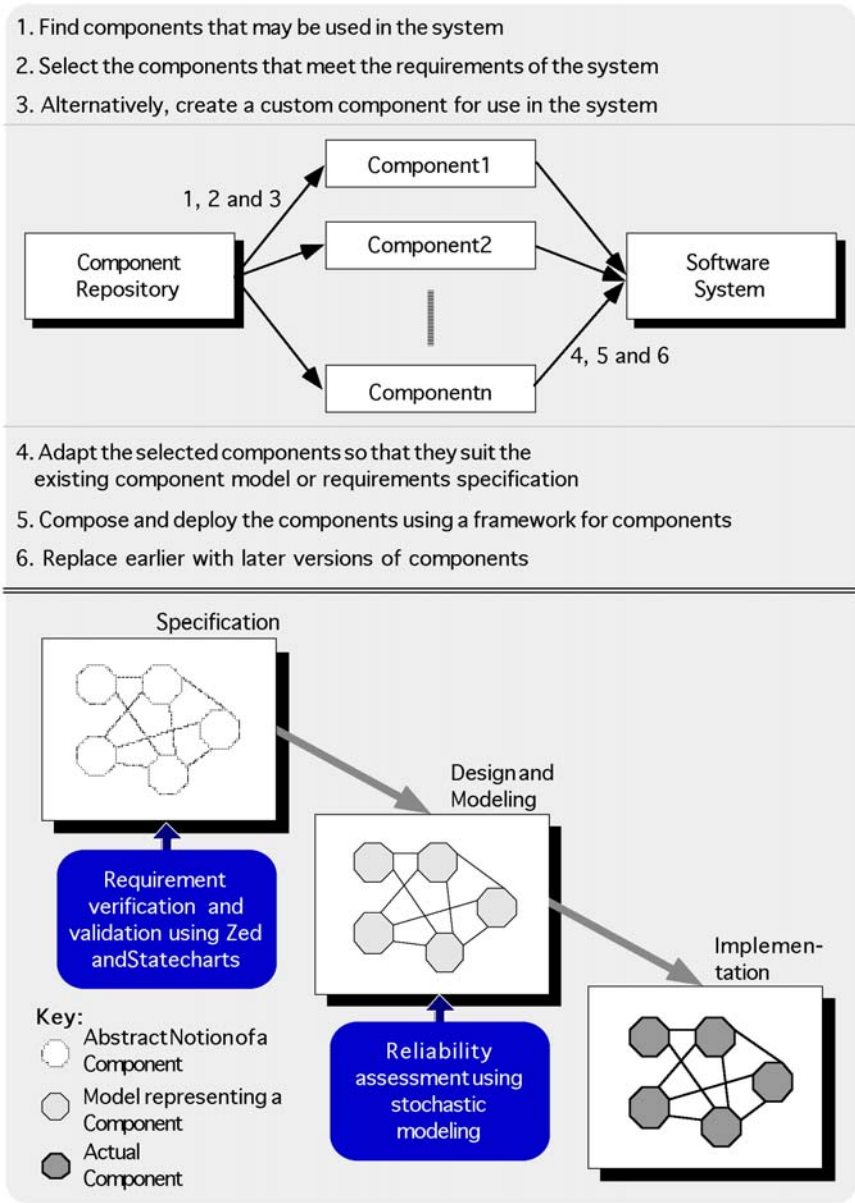 1. Find components that may be used in the system
2. Select the components that meet the requirements of the system
3. Alternatively, create a custom component for use in the system
Component1
1, 2 and 3
Component2
Component
Repository
Software
System
4, 5 and 6
Componentn
4. Adapt the selected components so that they suit the
existing component model or requirements specification
5. Compose and deploy the components using a framework for components
6. Replace earlier with later versions of components
Specification
Design and
Modeling
Requirement
verification and
validation using Zed
andStatecharts
Implemen-
tation
Key:
Abstract Notion of a
Component
Model representing a
Component
Actual
Component
Reliability
assessment using
stochastic
modeling